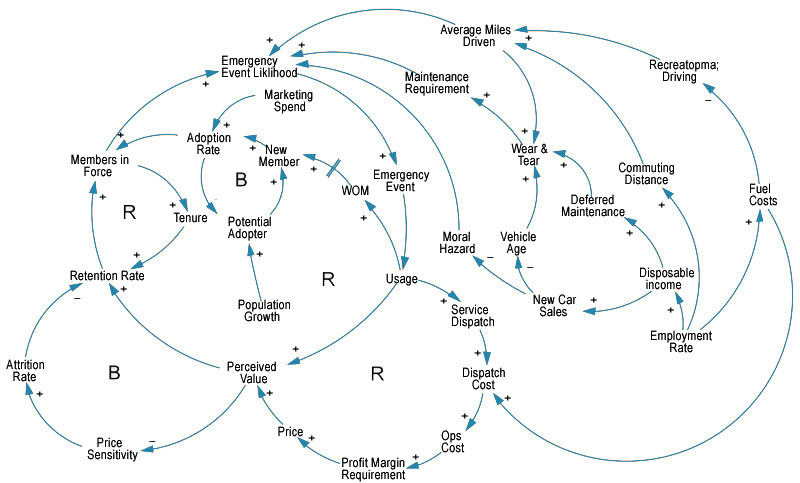 Average Miles
Driven
Emergency
Event Liklihood
Maintenance
Requirement
Recreatopma;
Driving
Marketing
Spend
Adoption
Rate
New
Member
Members in
Force
B
Emergency
Event
Wear &
Tear
Commuting
Distance
WOM
Fuel
Costs
R
Tenure
Potential
Adopter
Deferred
Maintenance
Moral
Hazard
Vehicle
Age
Retention Rate
R
Usage
Disposable
income
Population
Growth
New Car
Sales
Service
Dispatch
Employment
Rate
Attrition
Rate
B
Perceived
Value
R
Dispatch
Cost
Price
Sensitivity
Price
Ops
Cost
Profit Margin
Requirement